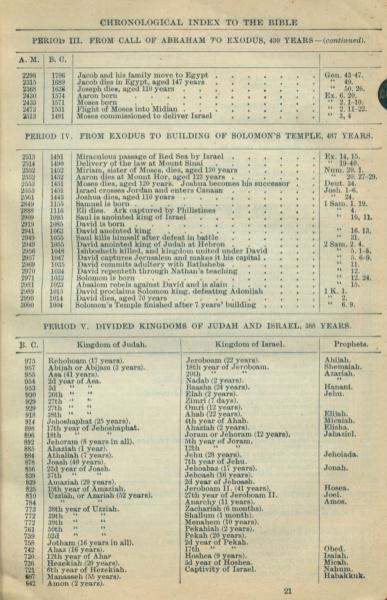 CHRONOLOGICAL INDEX TO THE BIBLE
PERIOD III. FROM CALL OF ABRAHAM TO EXODUS, 430 YEARS—(continued).
A. M. B. C.
2298 1706 Jacob and his family move to Egypt Gen. 43-47.
2315 1689 Jacob dies in Egypt, aged 147 years " 49.
2368 1636 Joseph dies, aged 110 years " 50. 26.
2430 1574 Aaron born Ex. 6. 20.
2433 1571 Moses born " 2. 1-10.
2473 1531 Flight of Moses into Midian " 2. 11-22.
2513 1491 Moses commissioned to deliver Israel " 3, 4
PERIOD IV. FROM EXODUS TO BUILDING OF SOLOMON'S TEMPLE, 487 YEARS.
2513 1491 Miraculous passage of Red Sea by Israel Ex. 14, 15.
2514 1490 Delivery of the law at Mount Sinai " 19-40.
2552 1452 Miriam, sister of Moses, dies, aged 130 years Num. 20. 1.
2552 1452 Aaron dies at Mount Hor, aged 123 years " 20. 27-29.
2553 1451 Moses dies, aged 120 years. Joshua becomes his successor Deut. 34.
2553 1451 Israel crosses Jordan and enters Canaan Josh. 1-6.
2561 1443 Joshua dies, aged 110 years " 24.
2849 1155 Samuel is born 1 Sam. 1. 19.
2888 1116 Eli dies. Ark captured by Philistines " 4.
2909 1095 Saul is anointed king of Israel " 10, 11.
2919 1085 David is born
2941 1063 David anointed king " 16. 13.
2949 1055 Saul kills himself after defeat in battle " 31.
2949 1055 David anointed king of Judah at Hebron 2 Sam. 2. 4.
2956 1048 Ishbosheth killed, and kingdom united under David " 5. 1-5.
2957 1047 David captures Jerusalem and makes it his capital " 5. 6-9.
2969 1035 David commits adultery with Bathsheba " 11.
2970 1034 David repenteth through Nathan's teaching " 12.
2971 1033 Solomon is born " 12. 24.
2981 1023 Absalom rebels against David and is slain " 15.
2989 1015 David proclaims Solomon king, defeating Adonijah 1 K. 1.
2990 1014 David dies, aged 70 years " 2.
3000 1004 Solomon's Temple finished after 7 years' building " 6. 9.
PERIOD V. DIVIDED KINGDOMS OF JUDAH AND ISRAEL, 388 YEARS.
B. C. Kingdom of Judah. Kingdom of Israel. Prophets.
975 Rehoboam (17 years). Jeroboam (22 years). Ahijah.
957 Abijah or Abijam (3 years). 18th year of Jeroboam. Shemaiah.
955 Asa (41 years). 20th " " Azariah.
954 2d year of Asa. Nadab (2 years).
953 3d " " Baasha (24 years). Hanani.
930 26th " " Elah (2 years). Jehu.
929 27th " " Zimri (7 days).
929 27th " " Omri (12 years).
918 38th " " Ahab (22 years). Elijah.
914 Jehoshaphat (25 years). 4th year of Ahab. Micaiah.
898 17th year of Jehoshaphat. Ahaziah (2 years). Elisha.
896 18th " " Joram or Jehoram (12 years). Jahaziel.
892 Jehoram (8 years in all). 5th year of Joram.
885 Ahaziah (1 year). 12th " "
884 Athaliah (7 years). Jehu (28 years). Jehoiada.
878 Joash (40 years). 7th year of Jehu.
856 23d year of Joash. Jehoahaz (17 years). Jonah.
839 37th " Jehoash (16 years).
839 Amaziah (29 years). 2d year of Jehoash.
825 15th year of Amaziah. Jeroboam II. (41 years). Hosea.
810 Uzziah, or Azariah (52 years). 27th year of Jeroboam II. Joel.
784 " " Anarchy (11 years). Amos.
773 38th year of Uzziah. Zachariah (6 months).
772 39th " " Shallum (1 month).
772 39th " " Menahem (10 years).
761 50th " " Pekahiah (2 years).
759 52d " " Pekah (20 years).
758 Jotham (16 years in all). 2d year of Pekah.
742 Ahaz (16 years). 17th " " Obed.
730 12th year of Ahaz Hoshea (9 years). Isaiah.
726 Hezekiah (29 years). 3d year of Hoshea. Micah.
721 6th year of Hezekiah. Captivity of Israel. Nahum.
697 Manasseh (55 years). Habakkuk.
642 Amon (2 years).
21